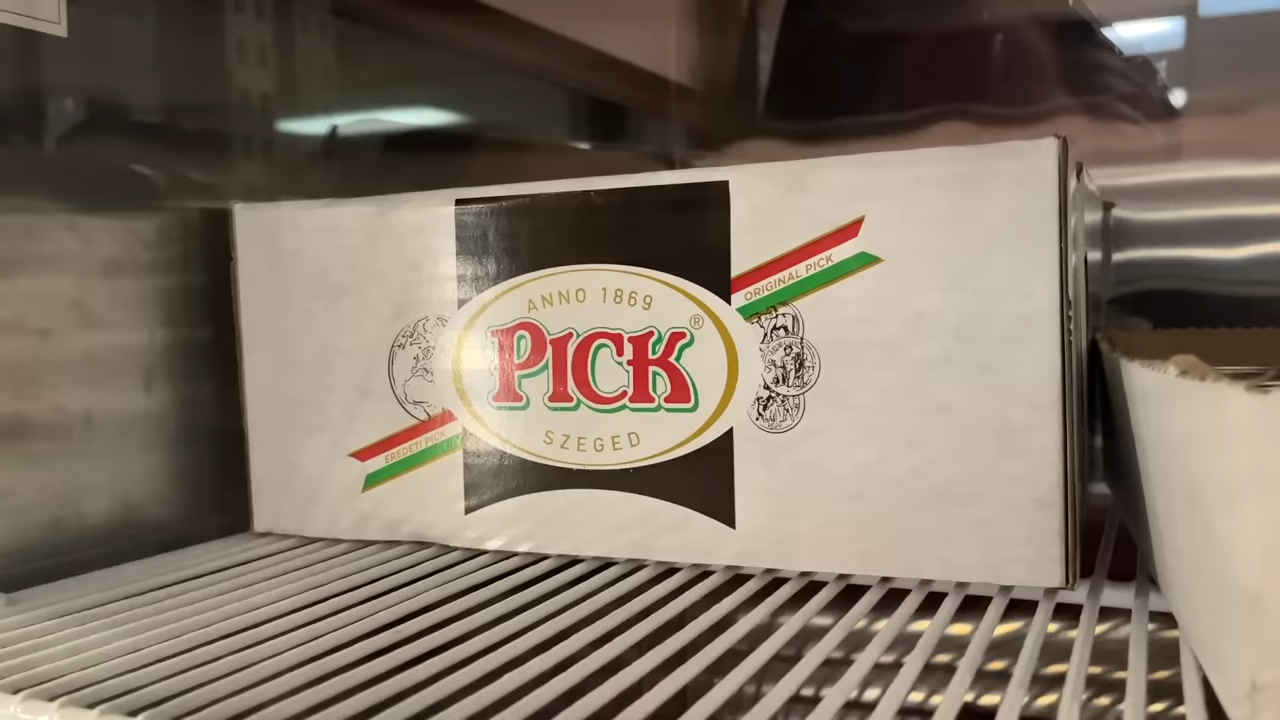 ANNO 1869
PICK®
SZEGED
ORIGINAL PICK
EREDETI PICK